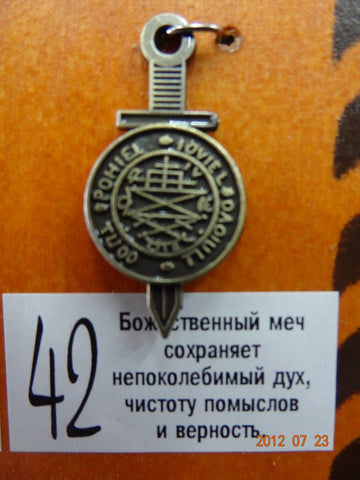 42
Божественный меч
сохраняет
непоколебимый дух,
чистоту помыслов
и верность.
2012 07 23